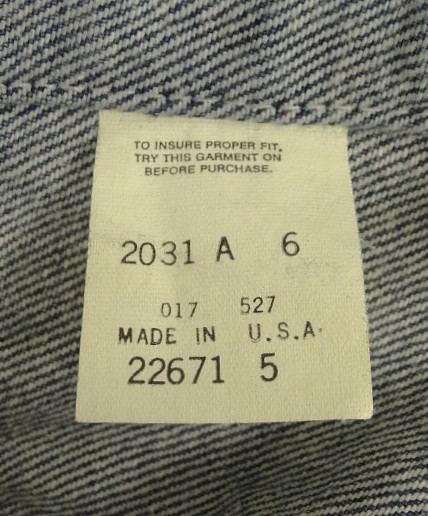 TO INSURE PROPER FIT,
TRY THIS GARMENT ON
BEFORE PURCHASE.
2031 A 6
017 527
MADE IN U.S.A.
22671 5